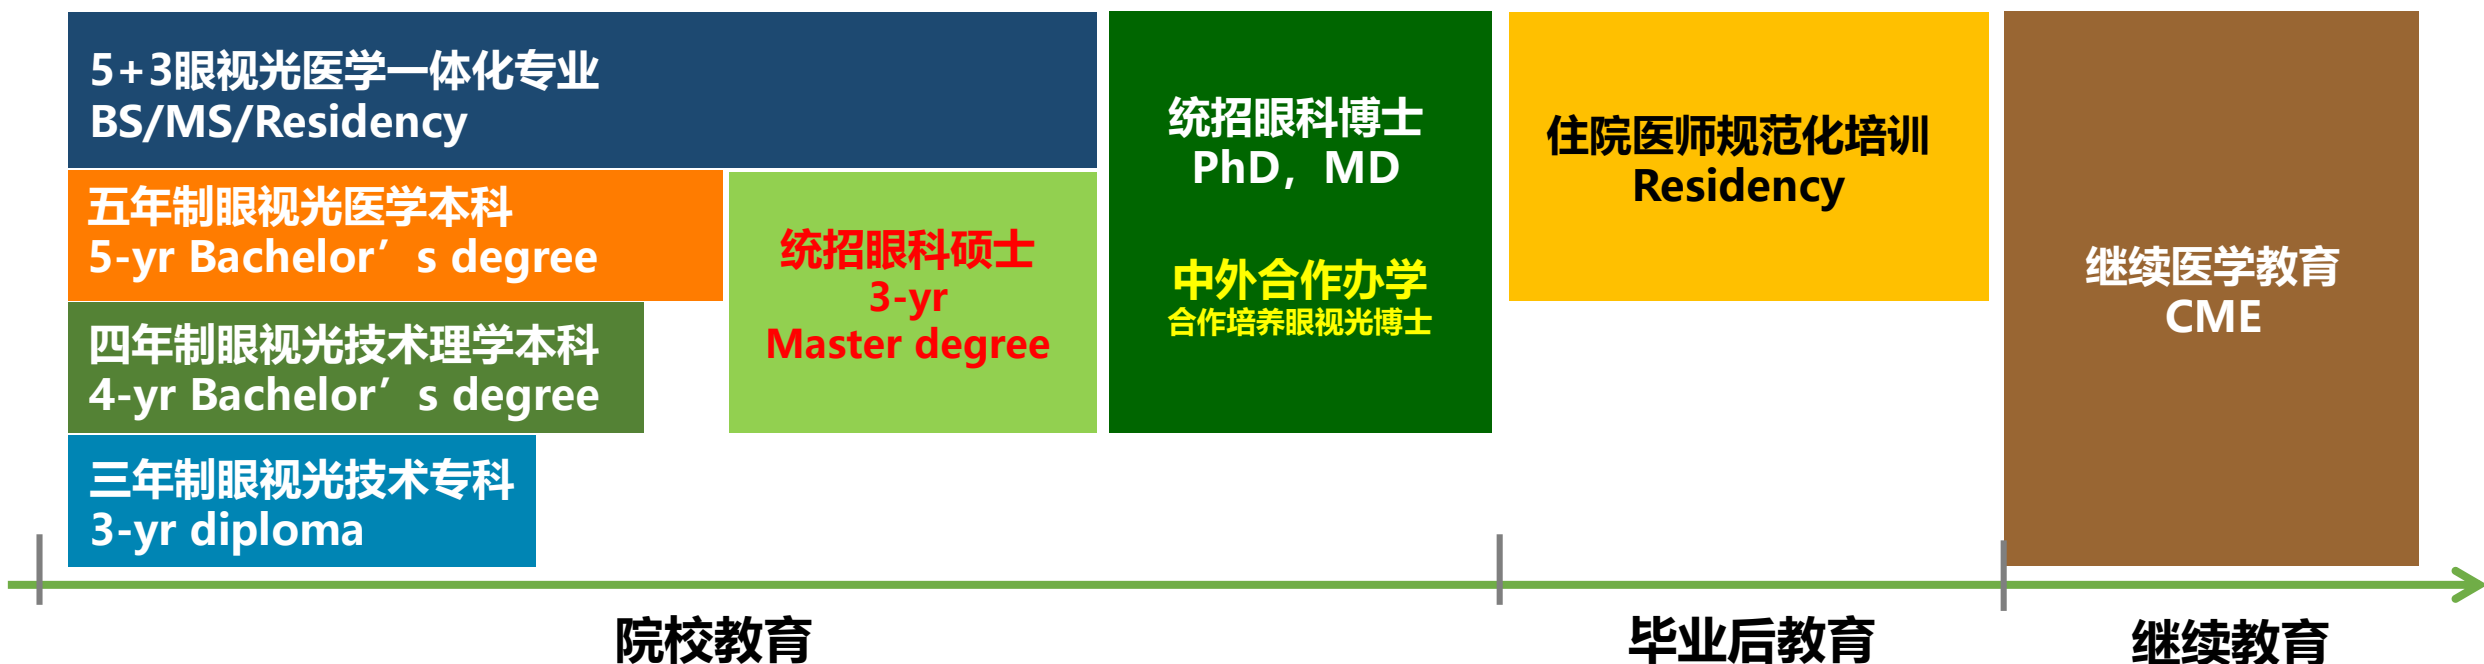 5+3眼视光医学一体化专业
BS/MS/Residency
五年制眼视光医学本科
5-yr Bachelor’s degree
四年制眼视光技术理学本科
4-yr Bachelor’s degree
三年制眼视光技术专科
3-yr diploma
统招眼科硕士
3-yr
Master degree
统招眼科博士
PhD，MD
中外合作办学
合作培养眼视光博士
住院医师规范化培训
Residency
继续医学教育
CME
院校教育
毕业后教育
继续教育